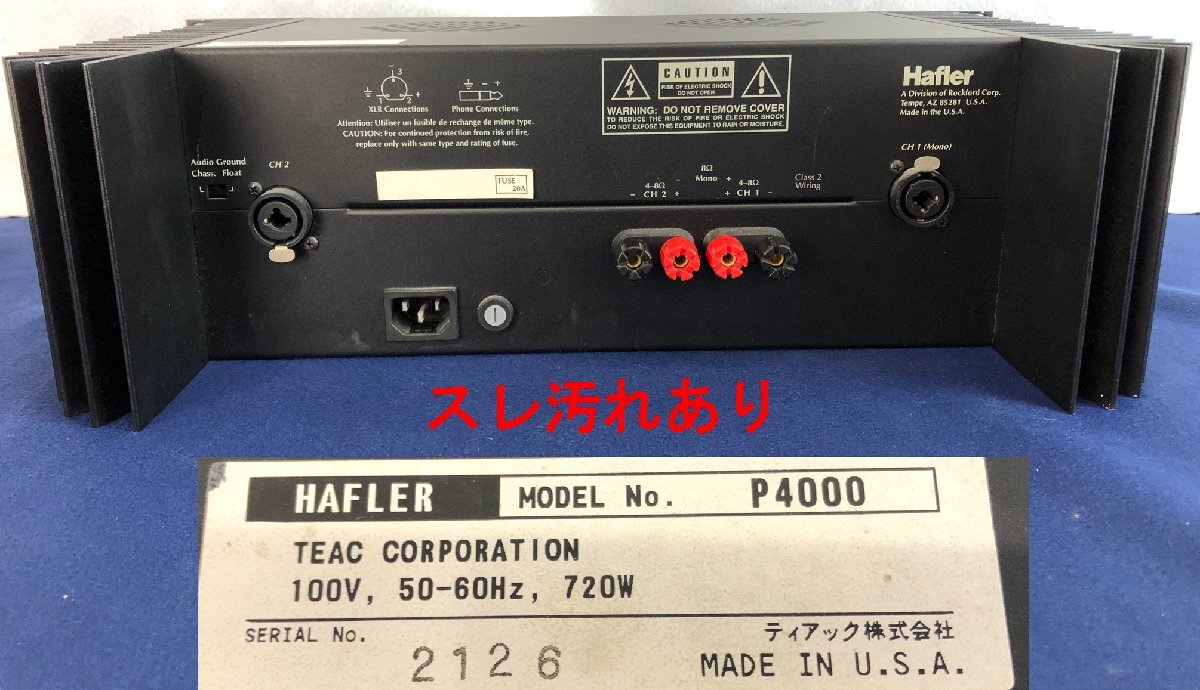 3
1
2
+
XLR Connections
- +
Phone Connections
Attention: Utiliser un fusible de rechange de même type.
CAUTION: For continued protection from risk of fire,
replace only with same type and rating of fuse.
CAUTION
RISK OF ELECTRIC SHOCK
DO NOT OPEN
WARNING: DO NOT REMOVE COVER
TO REDUCE THE RISK OF FIRE OR ELECTRIC SHOCK
DO NOT EXPOSE THIS EQUIPMENT TO RAIN OR MOISTURE.
Hafler
A Division of Rockford Corp.
Tempe, AZ 85281 U.S.A.
Made in the U.S.A.
Audio Ground
Chass. Float
CH 2
FUSE
20A
8Ω
- Mono +
4-8Ω
- CH 2 +
4-8Ω
+ CH 1 -
Class 2
Wiring
CH 1 (Mono)
スレ汚れあり
HAFLER MODEL No. P4000
TEAC CORPORATION
100V, 50-60Hz, 720W
SERIAL No. 2126
ティアック株式会社
MADE IN U.S.A.